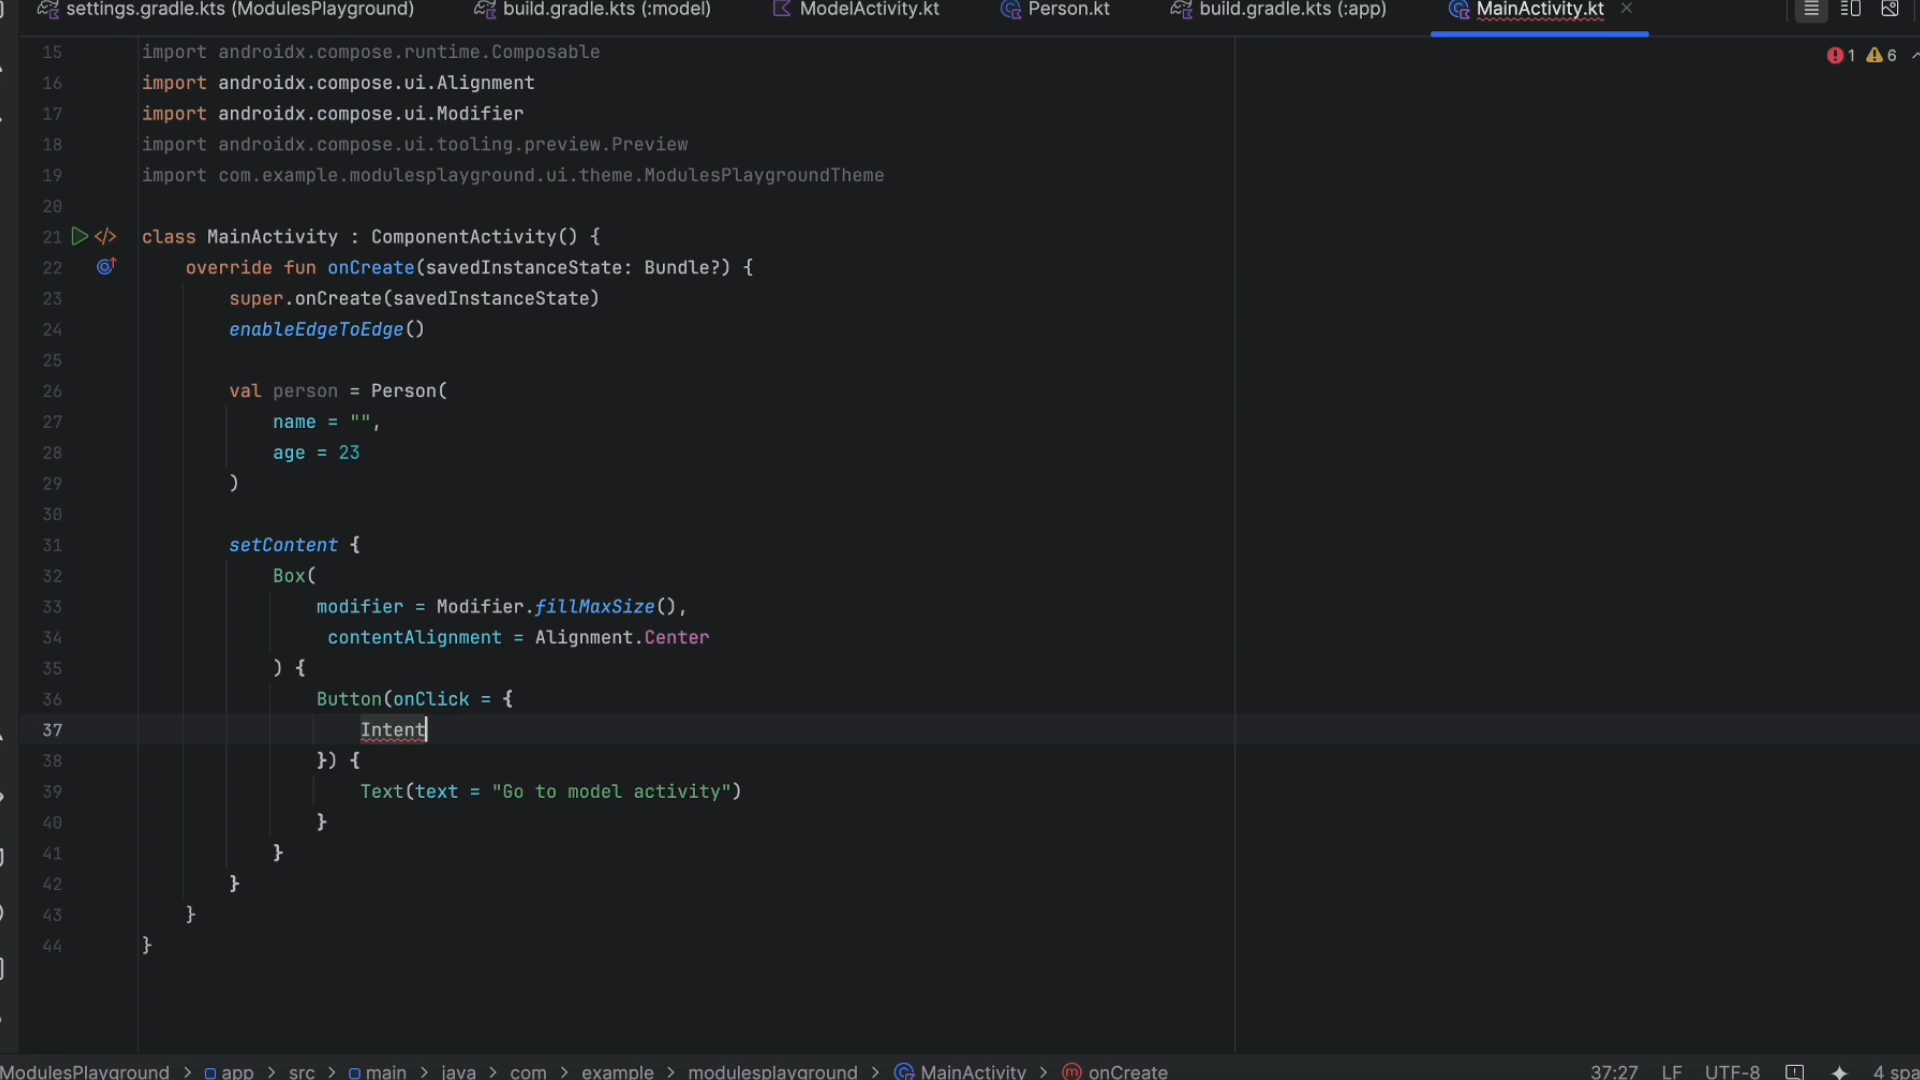 settings.gradle.kts (ModulesPlayground) build.gradle.kts (:model) ModelActivity.kt Person.kt build.gradle.kts (:app) MainActivity.kt
1 6
15 import androidx.compose.runtime.Composable
16 import androidx.compose.ui.Alignment
17 import androidx.compose.ui.Modifier
18 import androidx.compose.ui.tooling.preview.Preview
19 import com.example.modulesplayground.ui.theme.ModulesPlaygroundTheme
20
21 class MainActivity : ComponentActivity() {
22 override fun onCreate(savedInstanceState: Bundle?) {
23 super.onCreate(savedInstanceState)
24 enableEdgeToEdge()
25
26 val person = Person(
27 name = "",
28 age = 23
29 )
30
31 setContent {
32 Box(
33 modifier = Modifier.fillMaxSize(),
34 contentAlignment = Alignment.Center
35 ) {
36 Button(onClick = {
37 Intent
38 }) {
39 Text(text = "Go to model activity")
40 }
41 }
42 }
43 }
44 }
ModulesPlayground > app > src > main > java > com > example > modulesplayground > MainActivity > onCreate 37:27 LF UTF-8 4 spa